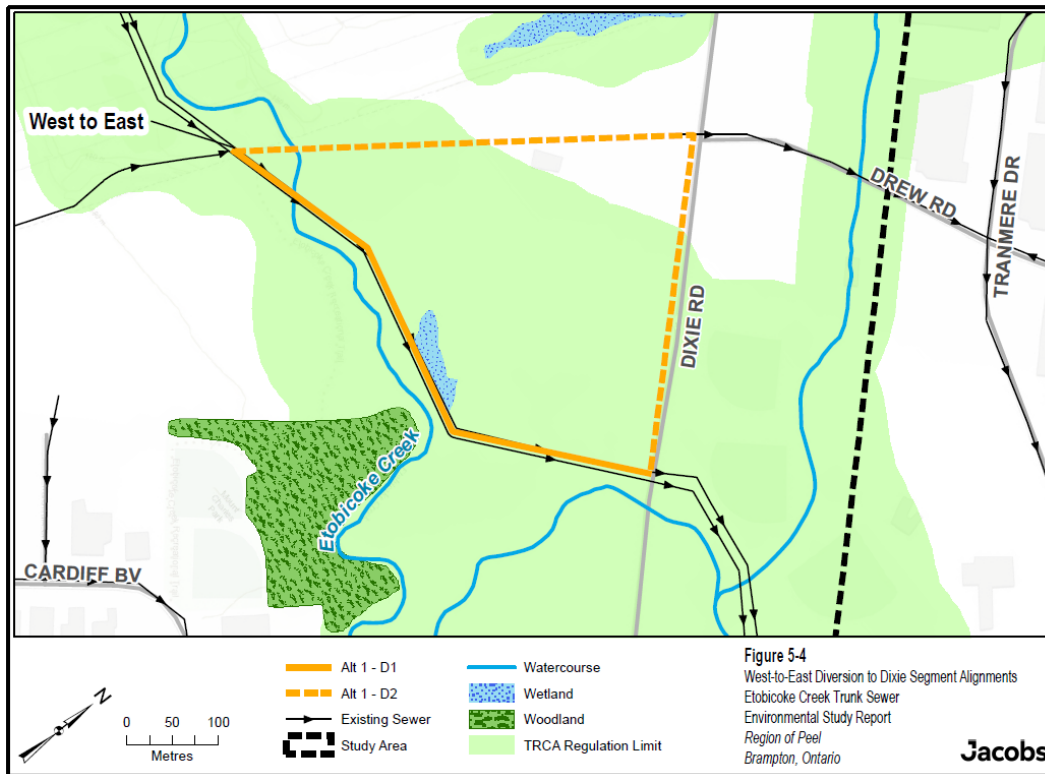 West to East
DREW RD
TRANMERE DR
DIXIE RD
Etobicoke Creek
CARDIFF BV
N
0 50 100
Metres
Alt 1 - D1
Alt 1 - D2
Existing Sewer
Study Area
Watercourse
Wetland
Woodland
TRCA Regulation Limit
Figure 5-4
West-to-East Diversion to Dixie Segment Alignments
Etobicoke Creek Trunk Sewer
Environmental Study Report
Region of Peel
Brampton, Ontario
Jacobs